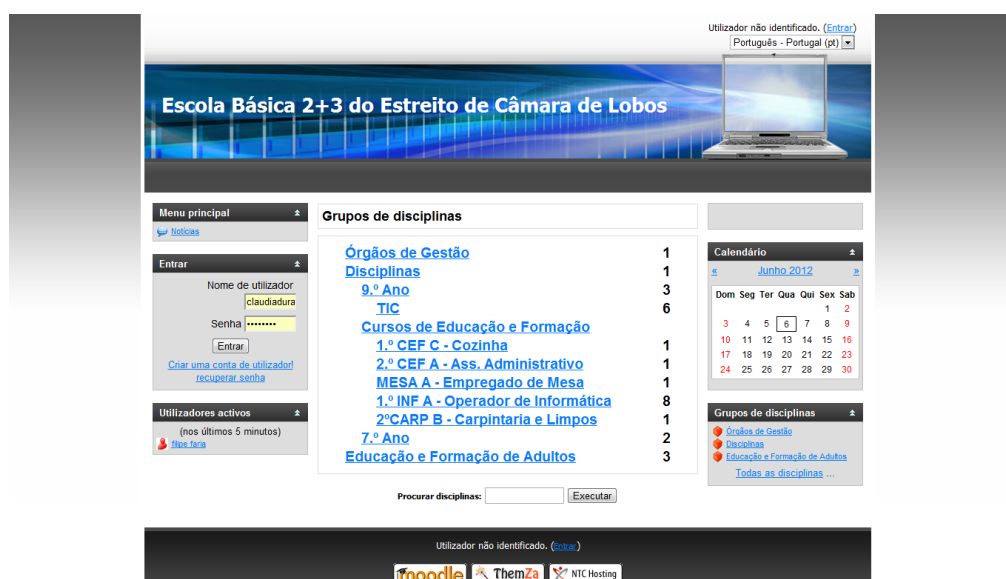 Utilizador não identificado. (Entrar)
Português - Portugal (pt)
Escola Básica 2+3 do Estreito de Câmara de Lobos
Menu principal
Notícias
Entrar
Nome de utilizador
claudiadura
Senha ••••••••
Entrar
Criar uma conta de utilizador!
recuperar senha
Utilizadores activos
(nos últimos 5 minutos)
filipe faria
Grupos de disciplinas
Órgãos de Gestão 1
Disciplinas 1
9.º Ano 3
TIC 6
Cursos de Educação e Formação
1.º CEF C - Cozinha 1
2.º CEF A - Ass. Administrativo 1
MESA A - Empregado de Mesa 1
1.º INF A - Operador de Informática 8
2ºCARP B - Carpintaria e Limpos 1
7.º Ano 2
Educação e Formação de Adultos 3
Procurar disciplinas: Executar
Calendário
« Junho 2012 »
Dom Seg Ter Qua Qui Sex Sab
1 2
3 4 5 6 7 8 9
10 11 12 13 14 15 16
17 18 19 20 21 22 23
24 25 26 27 28 29 30
Grupos de disciplinas
Órgãos de Gestão
Disciplinas
Educação e Formação de Adultos
Todas as disciplinas ...
Utilizador não identificado. (Entrar)
moodle ThemZa NTC Hosting